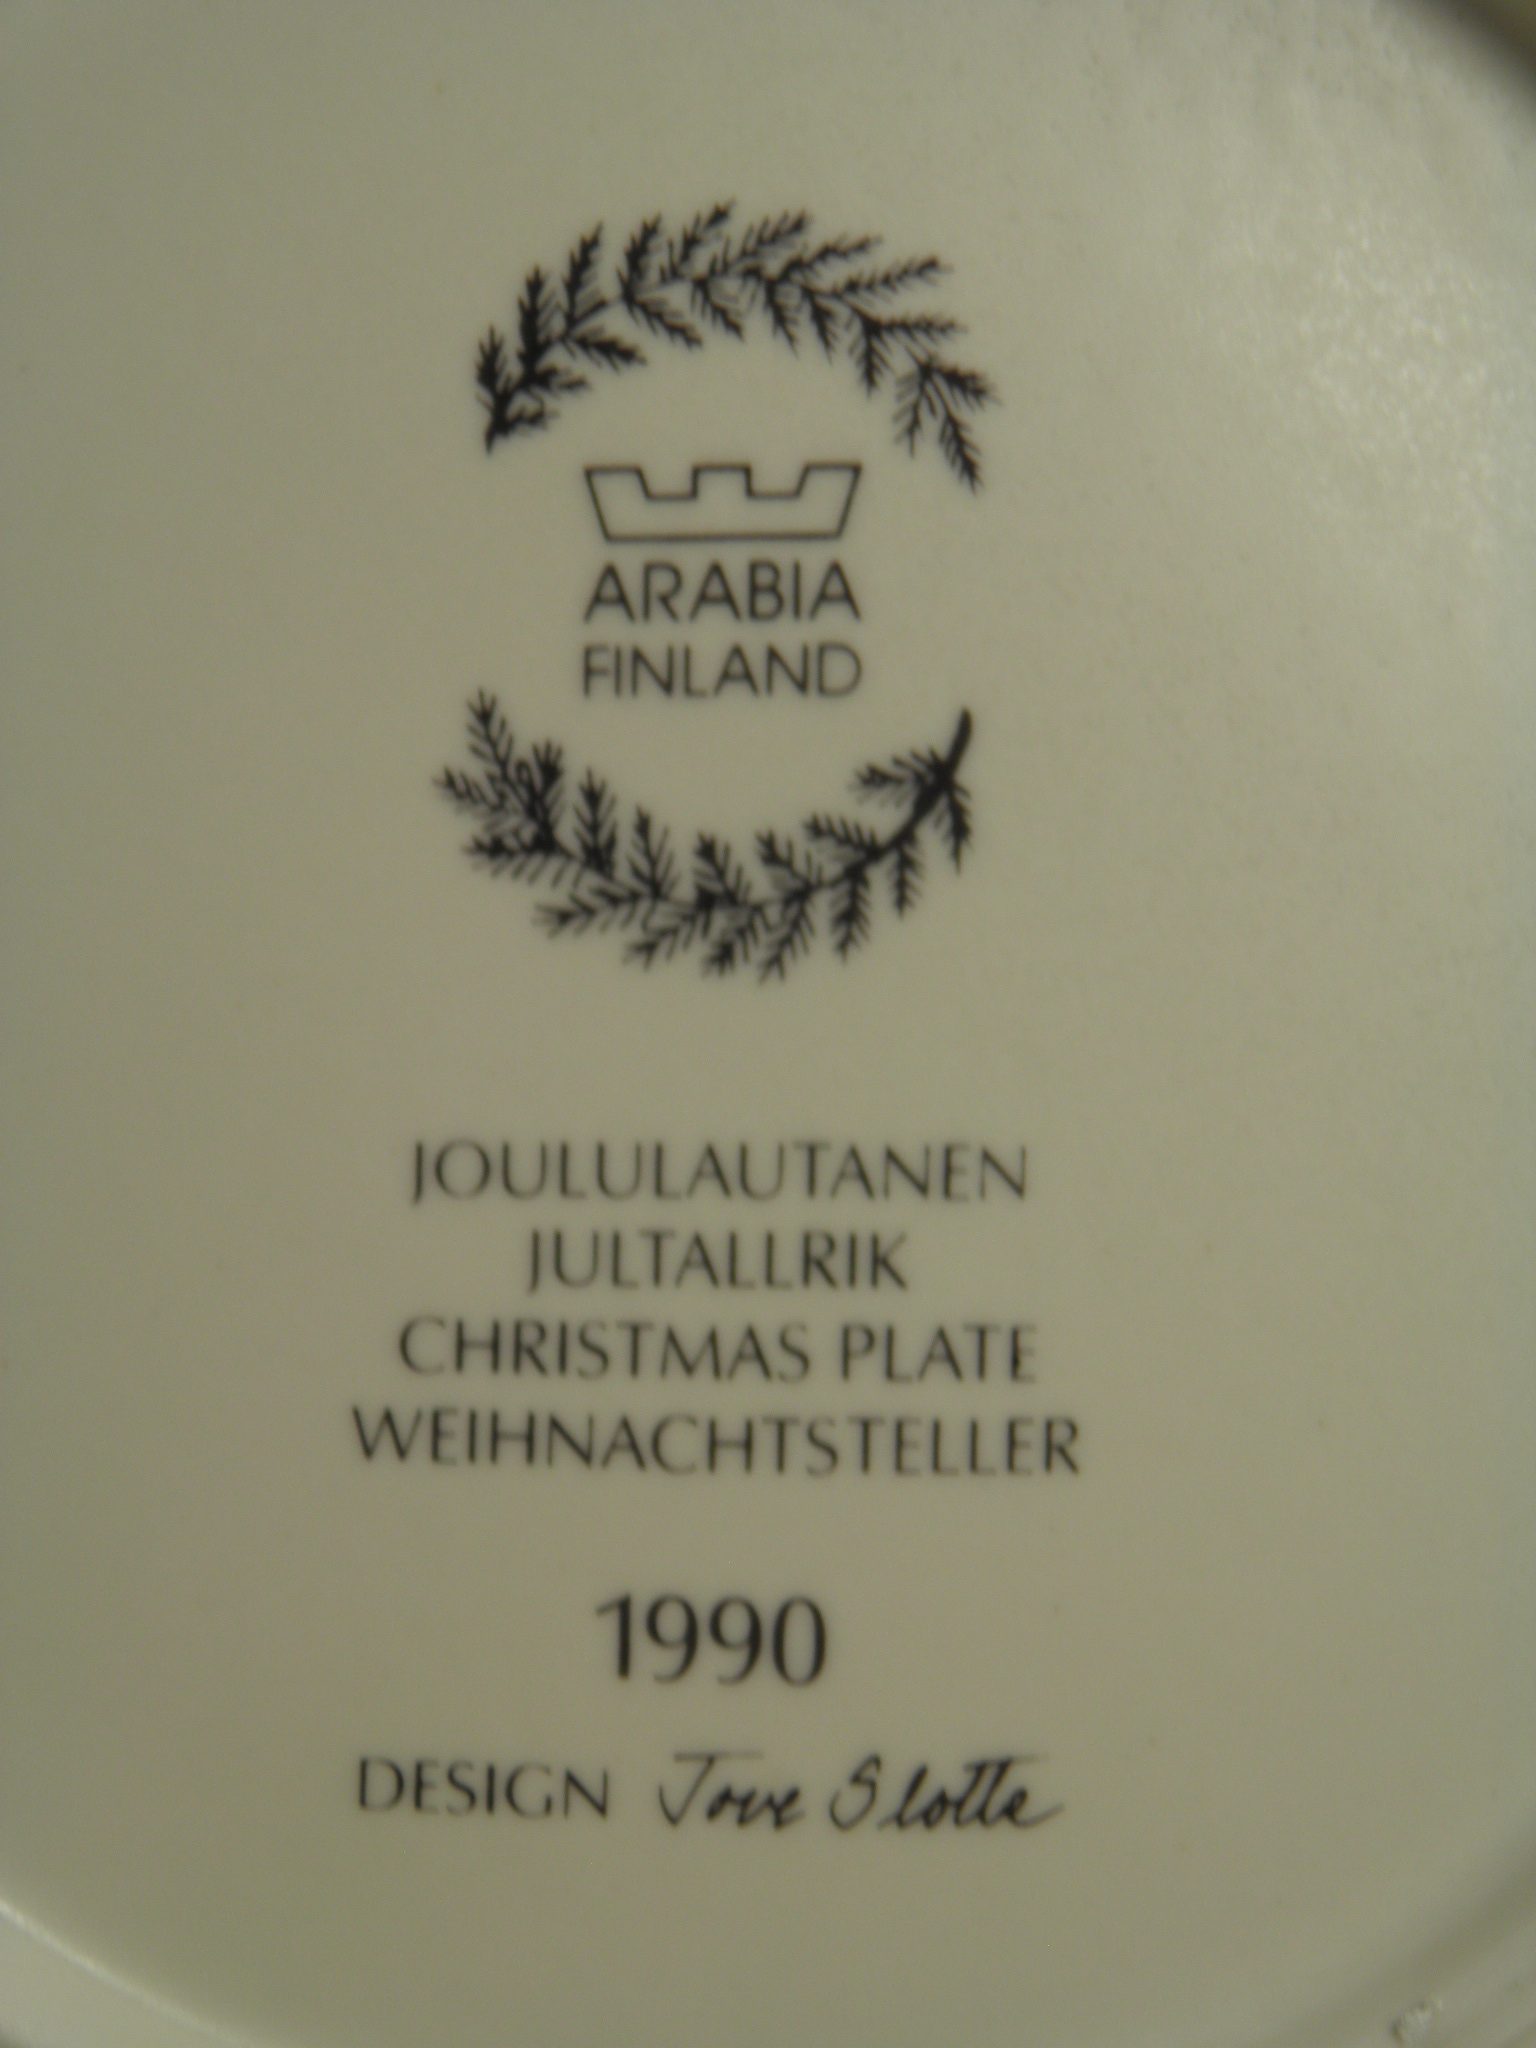 ARABIA
FINLAND
JOULULAUTANEN
JULTALLRIK
CHRISTMAS PLATE
WEIHNACHTSTELLER
1990
DESIGN Tove Slotte